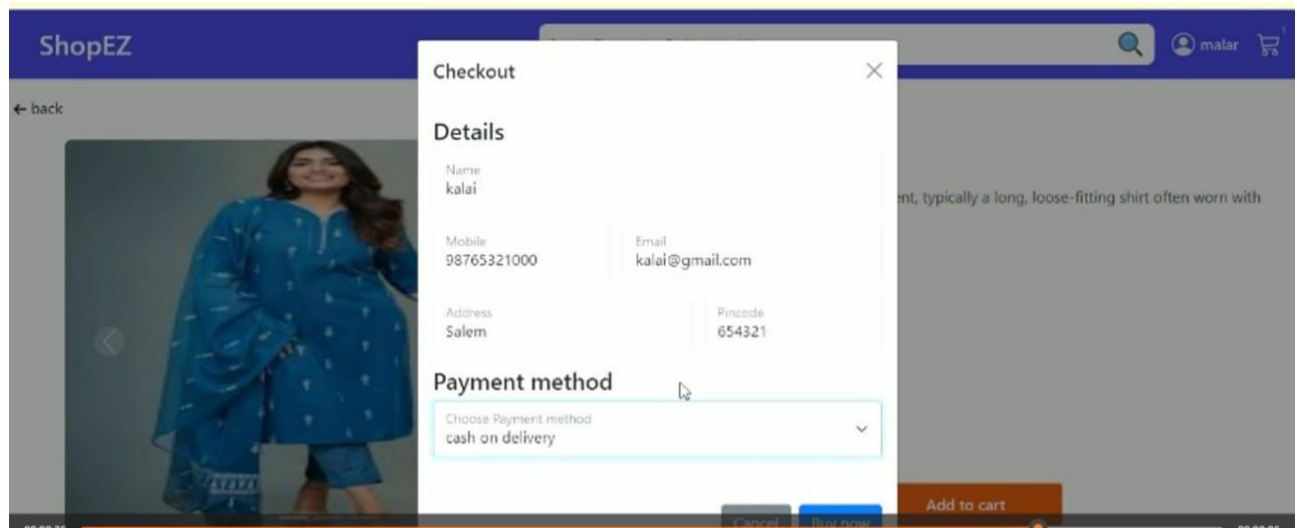 ShopEZ
malar
1
← back
Checkout
Details
Name
kalai
Mobile
98765321000
Email
kalai@gmail.com
Address
Salem
Pincode
654321
Payment method
Choose Payment method
cash on delivery
Cancel
Buy now
ent, typically a long, loose-fitting shirt often worn with
Add to cart